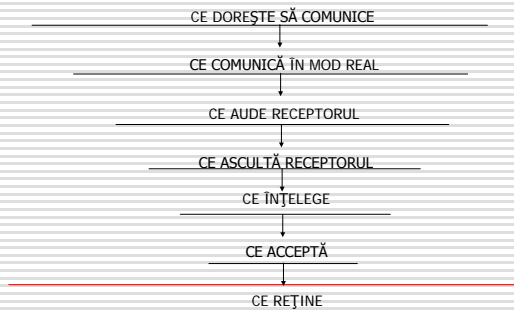 CE DOREŞTE SĂ COMUNICE
CE COMUNICĂ ÎN MOD REAL
CE AUDE RECEPTORUL
CE ASCULTĂ RECEPTORUL
CE ÎNŢELEGE
CE ACCEPTĂ
CE REŢINE